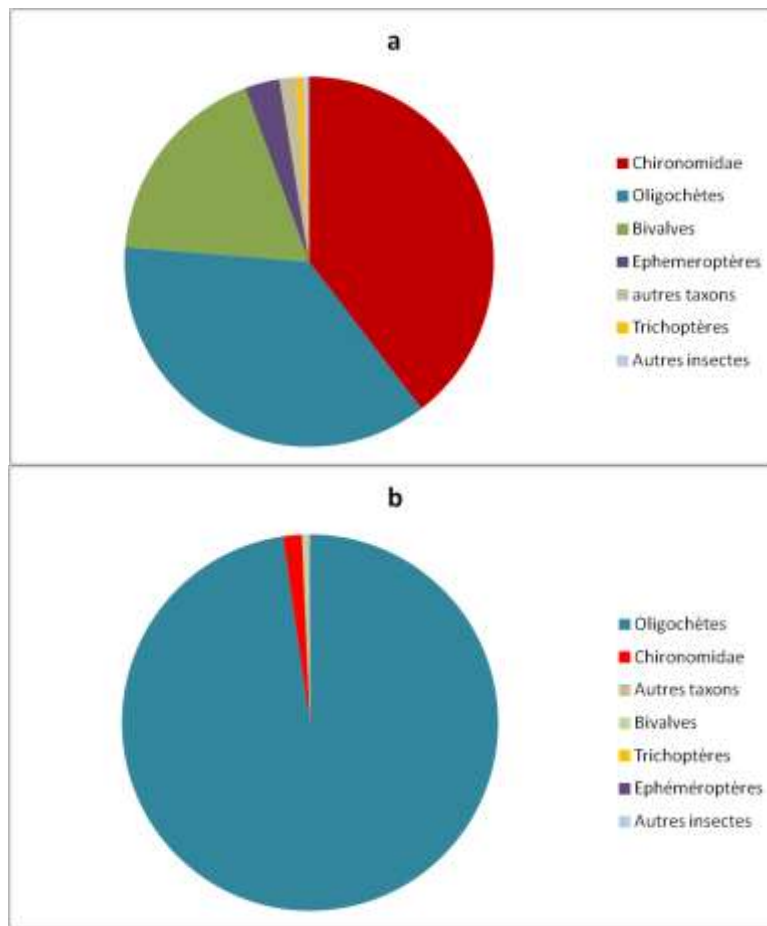 a
Chironomidae
Oligochètes
Bivalves
Ephemeroptères
autres taxons
Trichoptères
Autres insectes
b
Oligochètes
Chironomidae
Autres taxons
Bivalves
Trichoptères
Ephéméroptères
Autres insectes